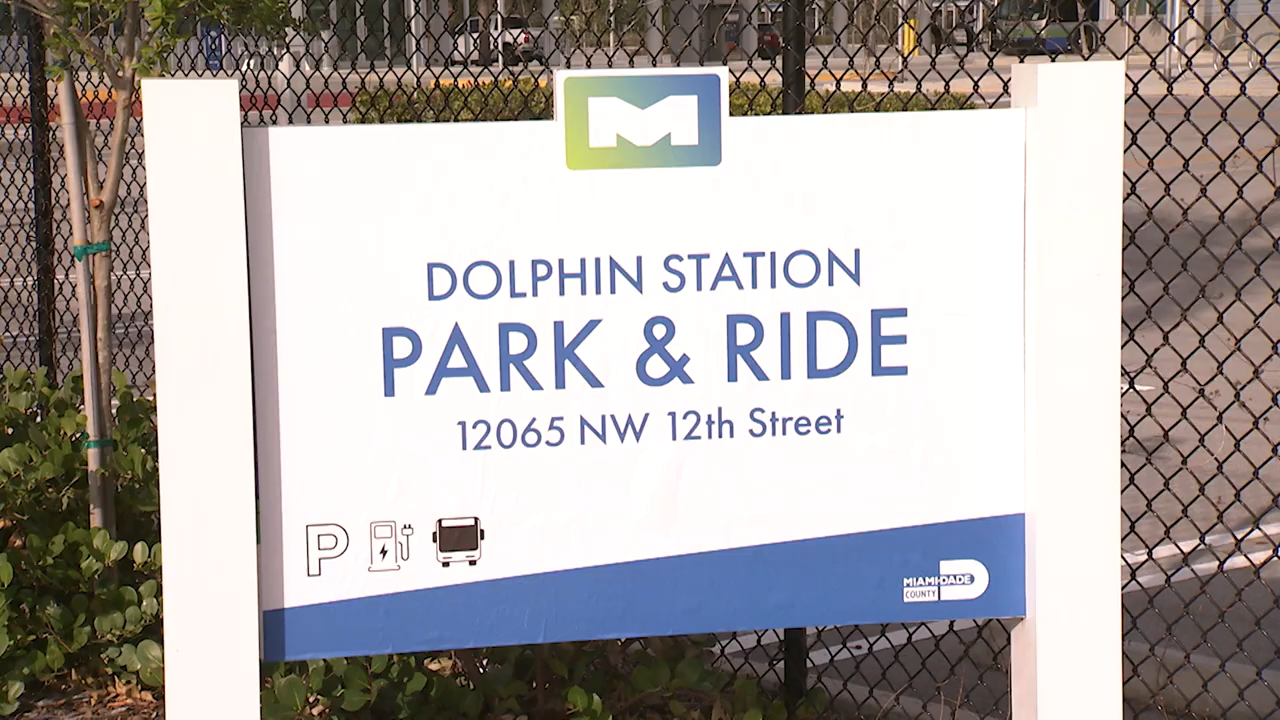 M
DOLPHIN STATION
PARK & RIDE
12065 NW 12th Street
P
MIAMI-DADE
COUNTY